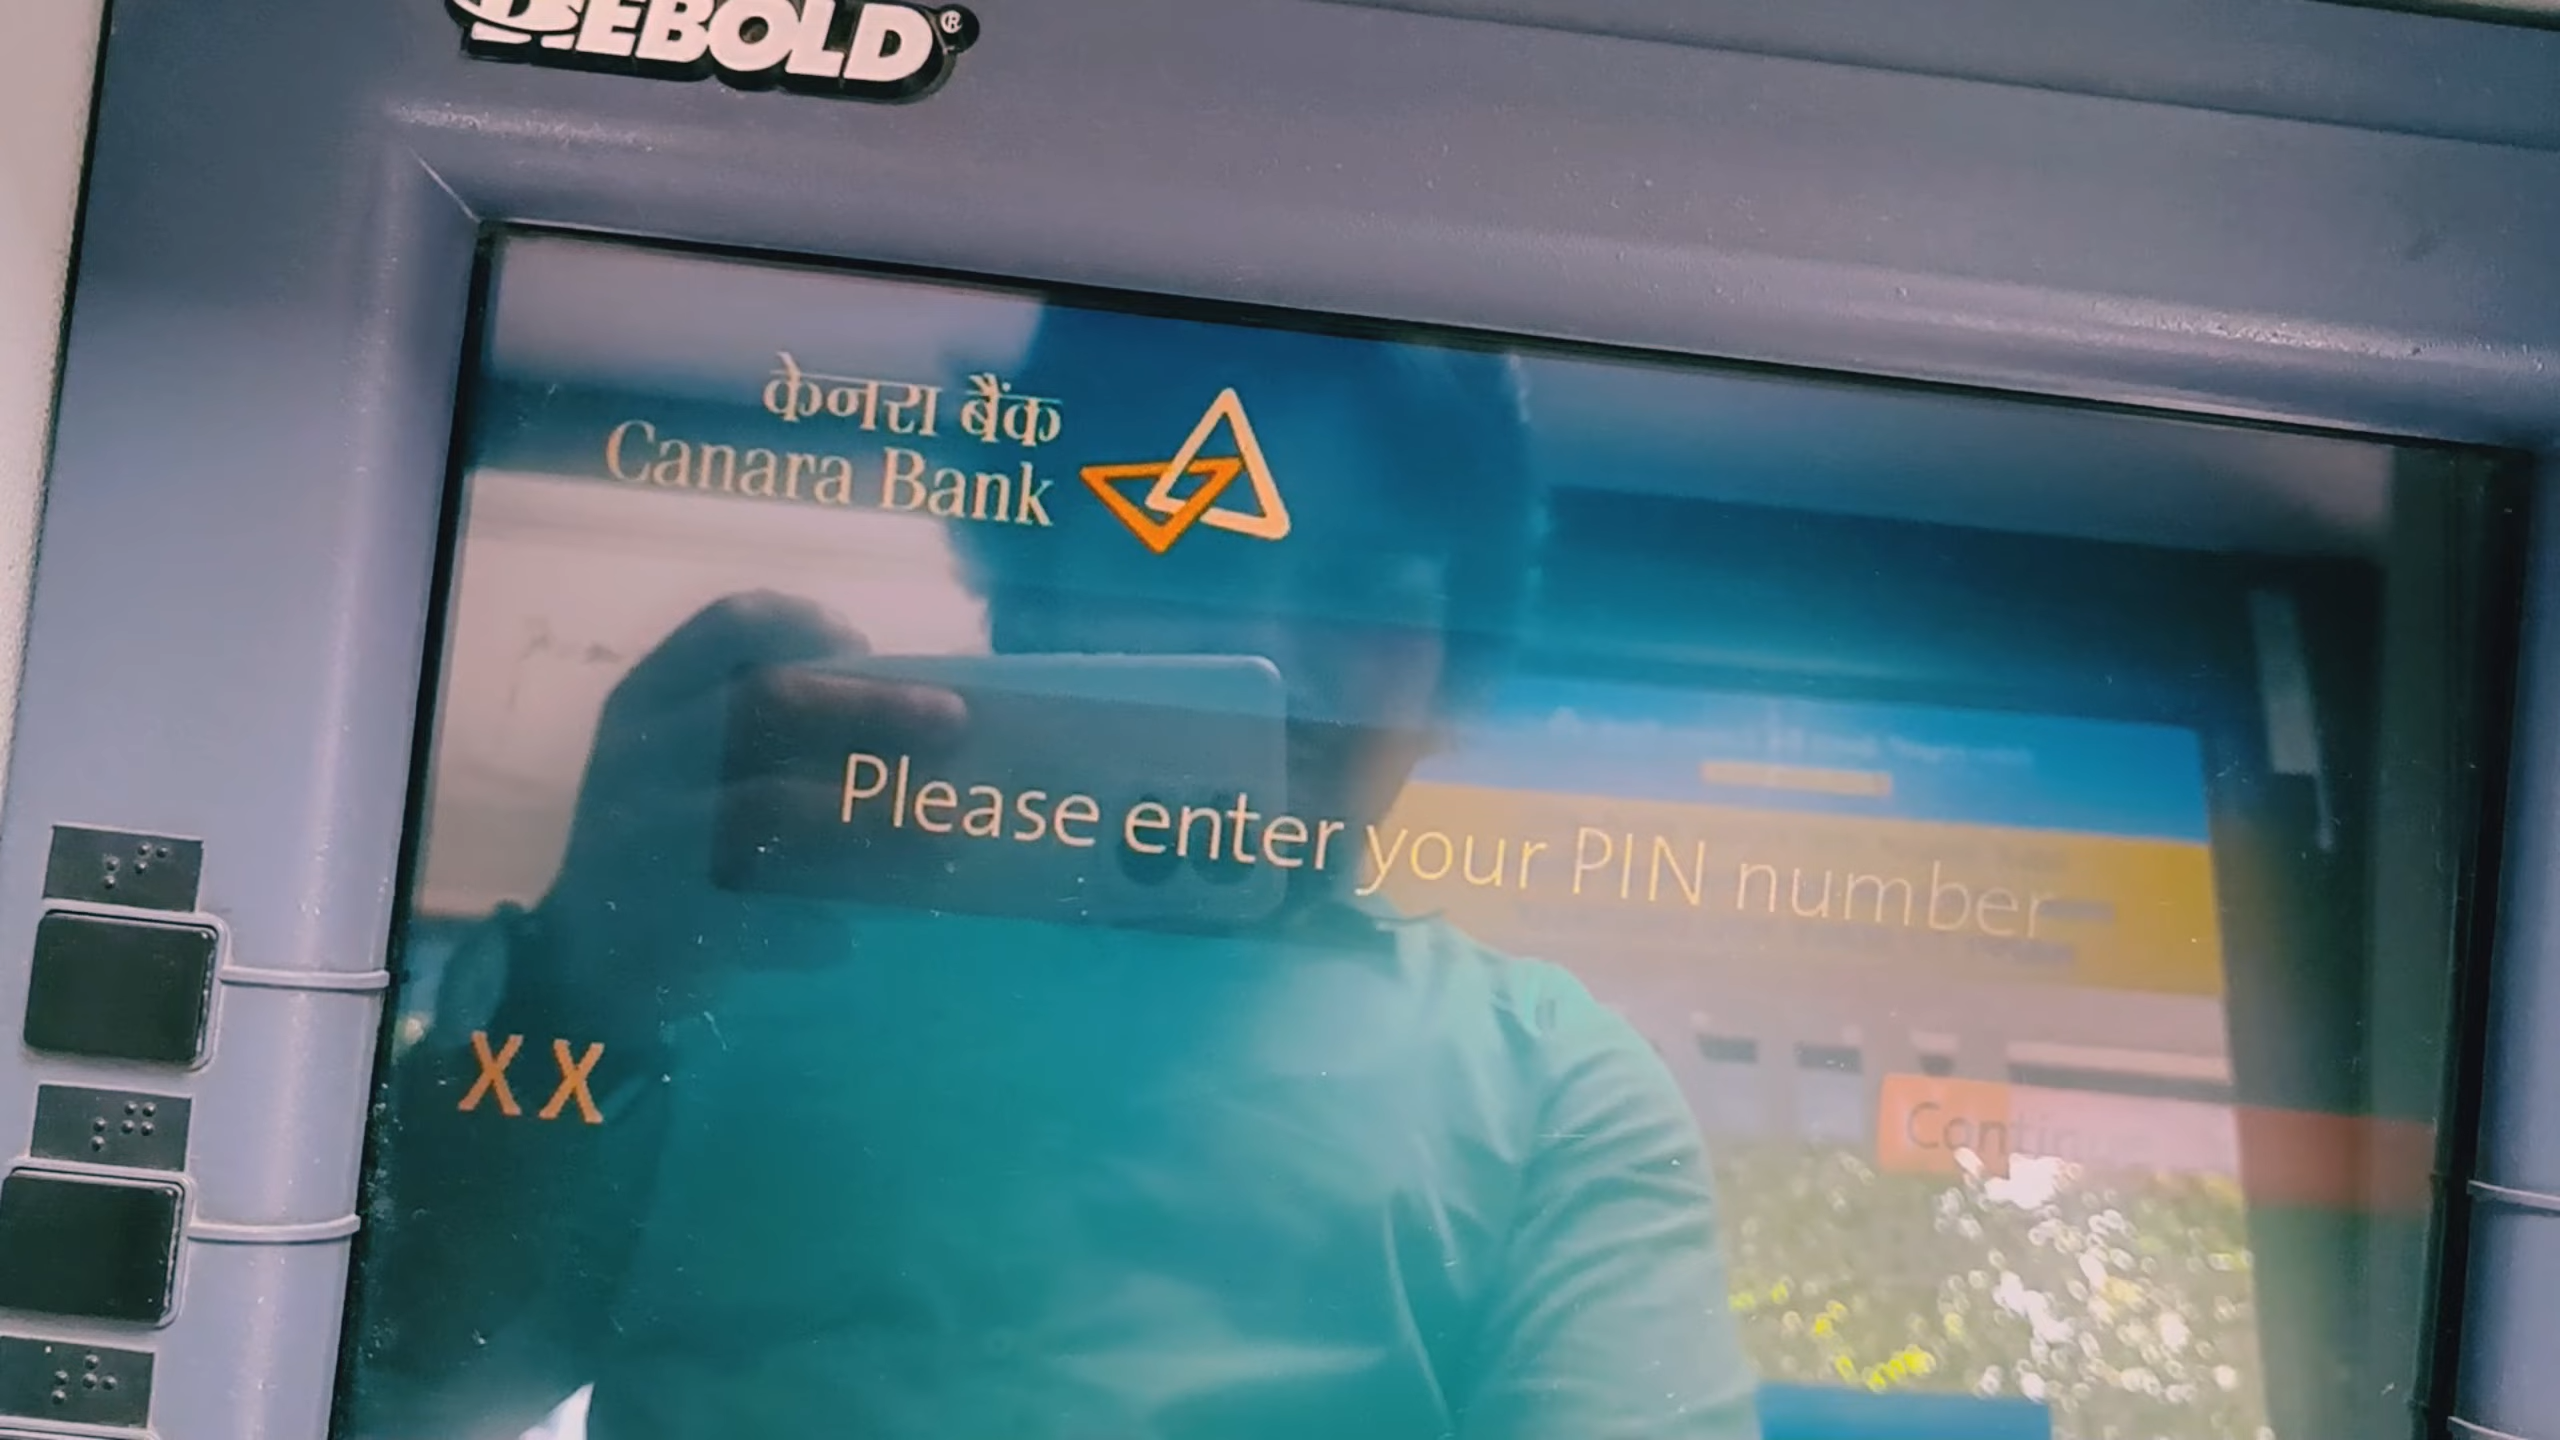 DIEBOLD®
केनरा बैंक
Canara Bank
Please enter your PIN number
XX